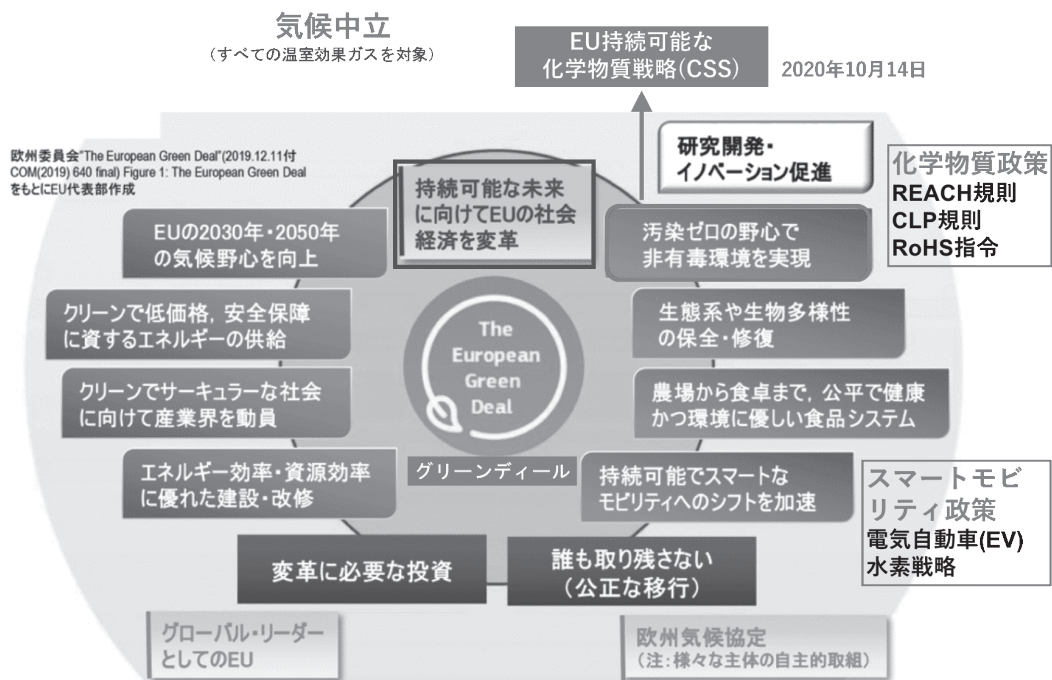 気候中立
(すべての温室効果ガスを対象)
EU持続可能な
化学物質戦略(CSS)
2020年10月14日
欧州委員会"The European Green Deal"(2019.12.11付
COM(2019) 640 final) Figure 1: The European Green Deal
をもとにEU代表部作成
持続可能な未来
に向けてEUの社会
経済を変革
研究開発・
イノベーション促進
化学物質政策
REACH規則
CLP規則
RoHS指令
EUの2030年・2050年
の気候野心を向上
汚染ゼロの野心で
非有毒環境を実現
クリーンで低価格，安全保障
に資するエネルギーの供給
生態系や生物多様性
の保全・修復
The
European
Green
Deal
クリーンでサーキュラーな社会
に向けて産業界を動員
農場から食卓まで，公平で健康
かつ環境に優しい食品システム
グリーンディール
エネルギー効率・資源効率
に優れた建設・改修
持続可能でスマートな
モビリティへのシフトを加速
スマートモビ
リティ政策
電気自動車(EV)
水素戦略
変革に必要な投資
誰も取り残さない
（公正な移行）
グローバル・リーダー
としてのEU
欧州気候協定
（注：様々な主体の自主的取組）